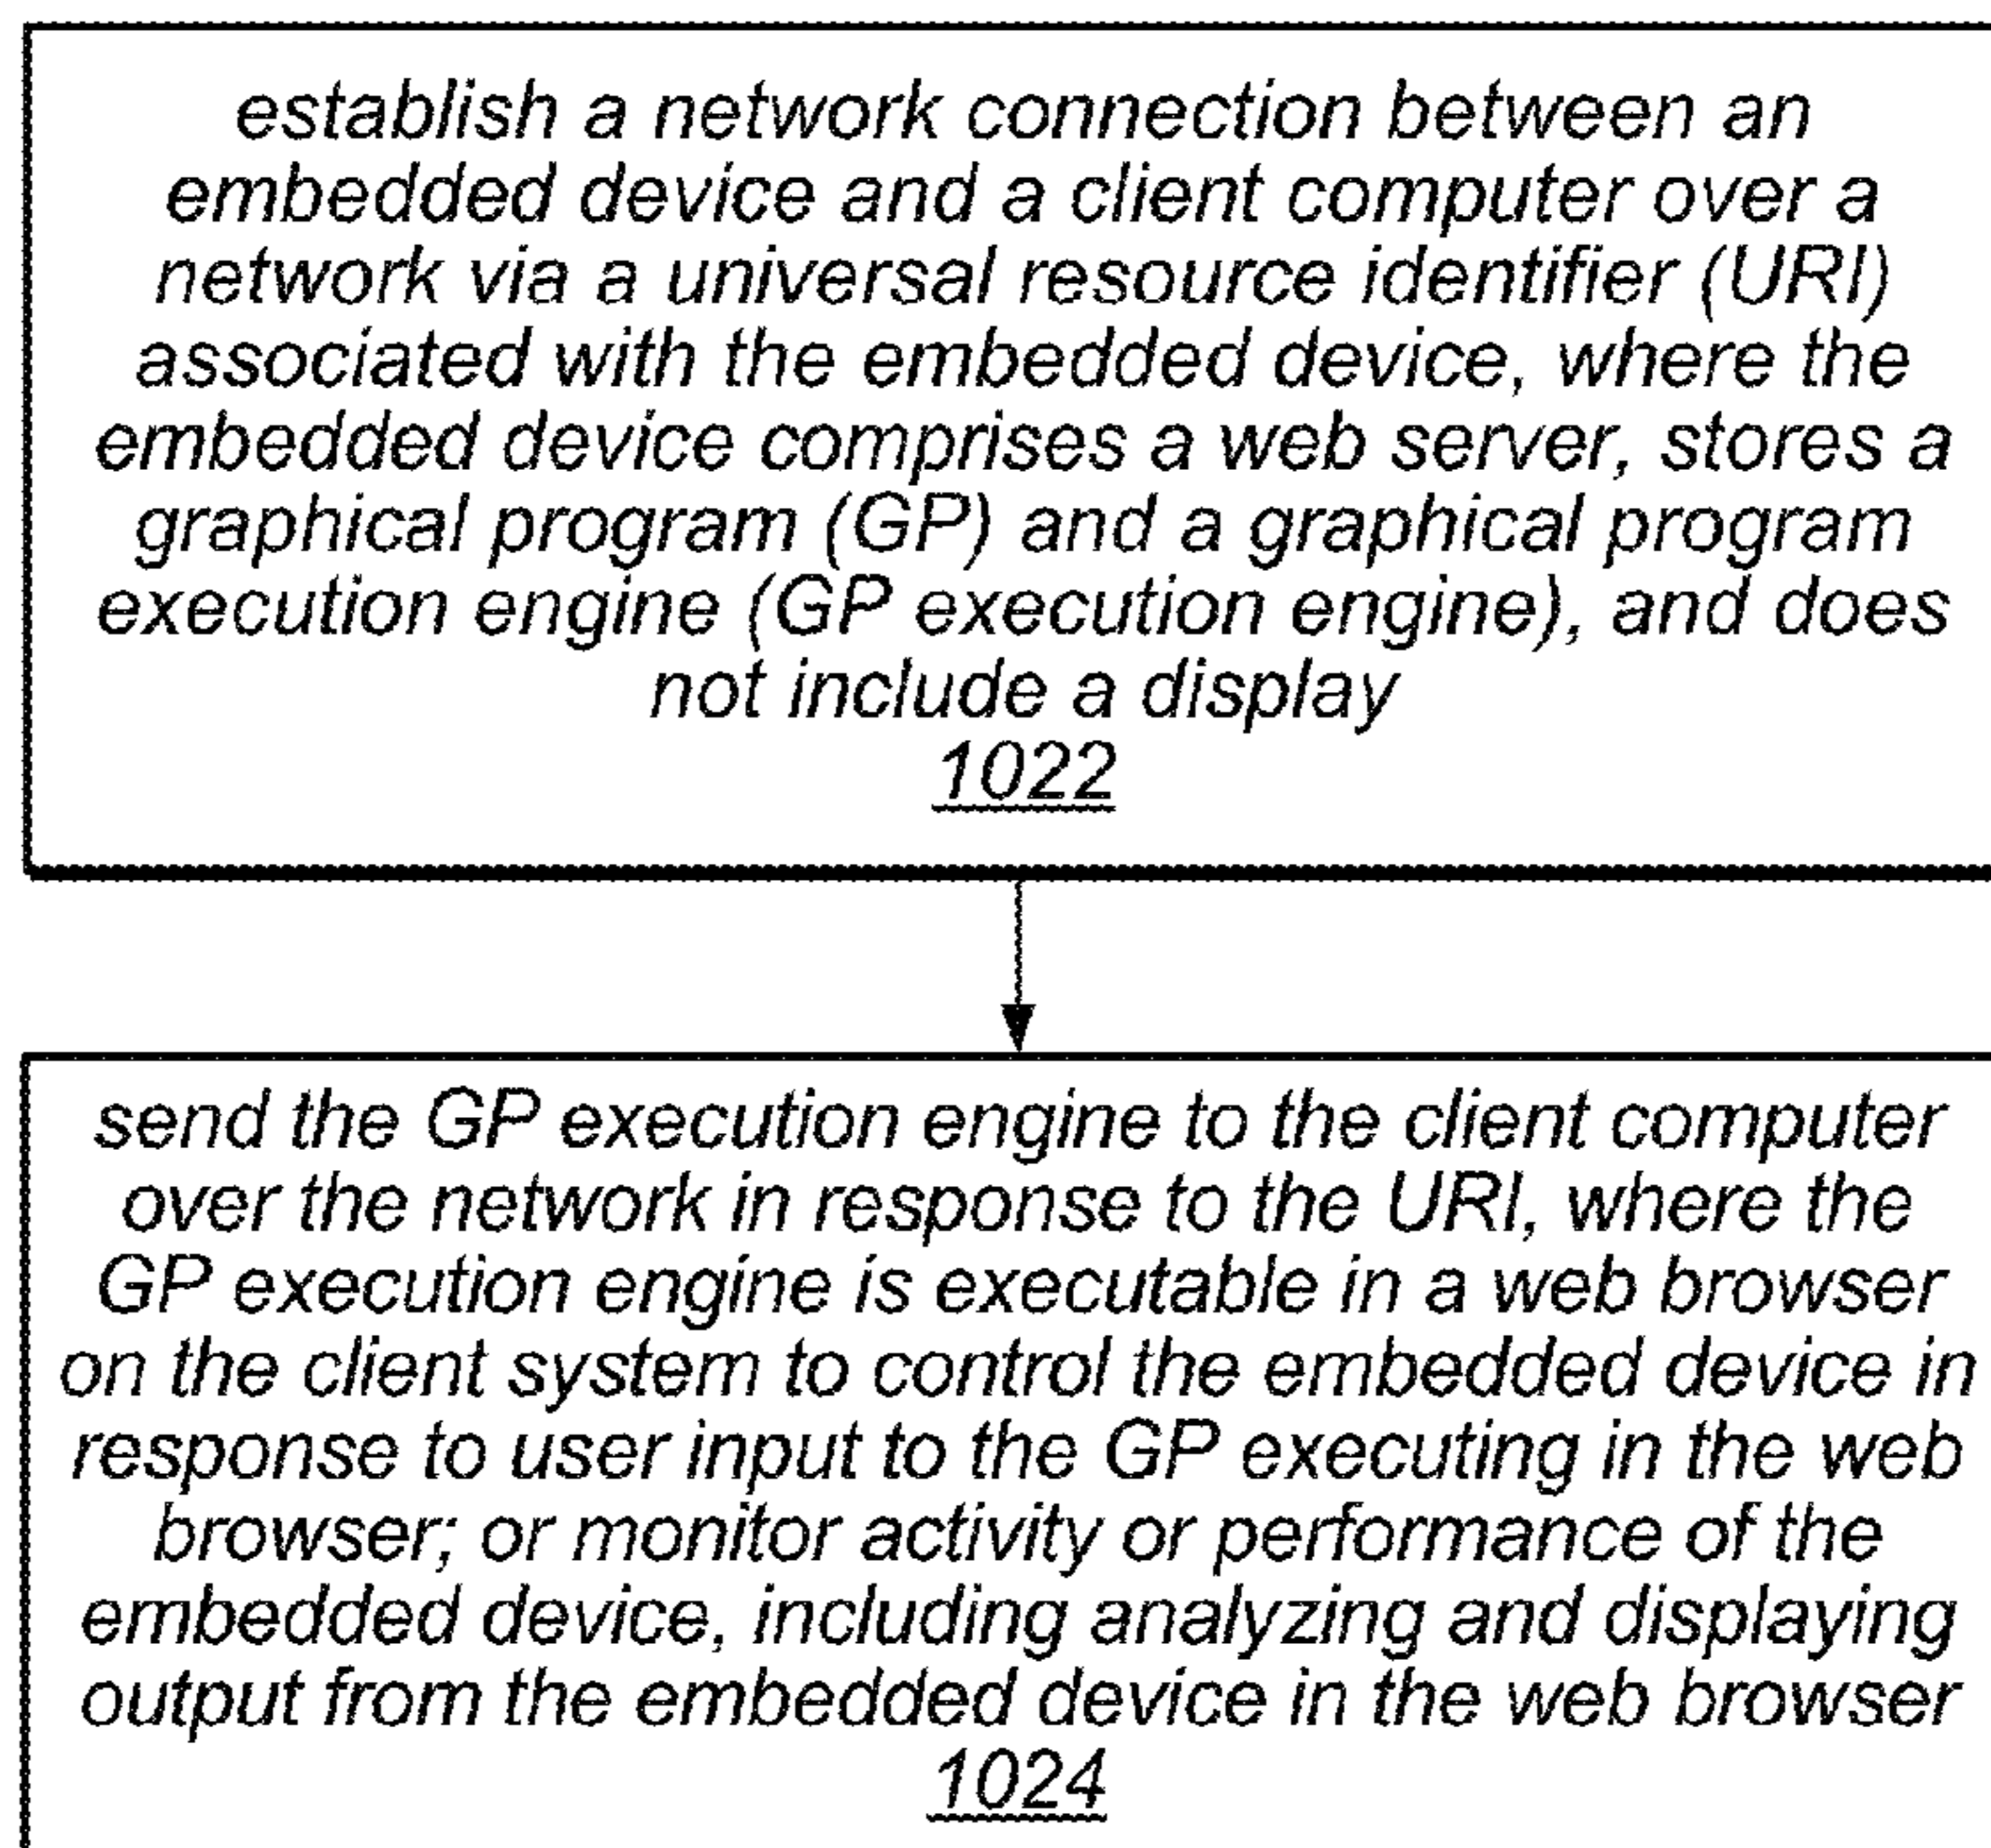 establish a network connection between an
embedded device and a client computer over a
network via a universal resource identifier (URI)
associated with the embedded device, where the
embedded device comprises a web server, stores a
graphical program (GP) and a graphical program
execution engine (GP execution engine), and does
not include a display
1022
send the GP execution engine to the client computer
over the network in response to the URI, where the
GP execution engine is executable in a web browser
on the client system to control the embedded device in
response to user input to the GP executing in the web
browser; or monitor activity or performance of the
embedded device, including analyzing and displaying
output from the embedded device in the web browser
1024